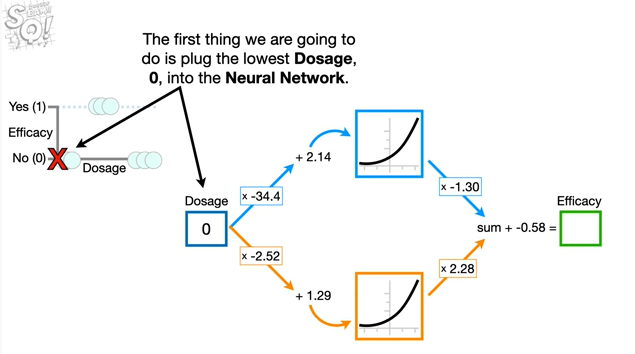 SQ!
The first thing we are going to
do is plug the lowest Dosage,
0, into the Neural Network.
Yes (1)
Efficacy
No (0)
Dosage
+ 2.14
x -34.4
x -1.30
Dosage
0
Efficacy
sum + -0.58 =
x -2.52
x 2.28
+ 1.29